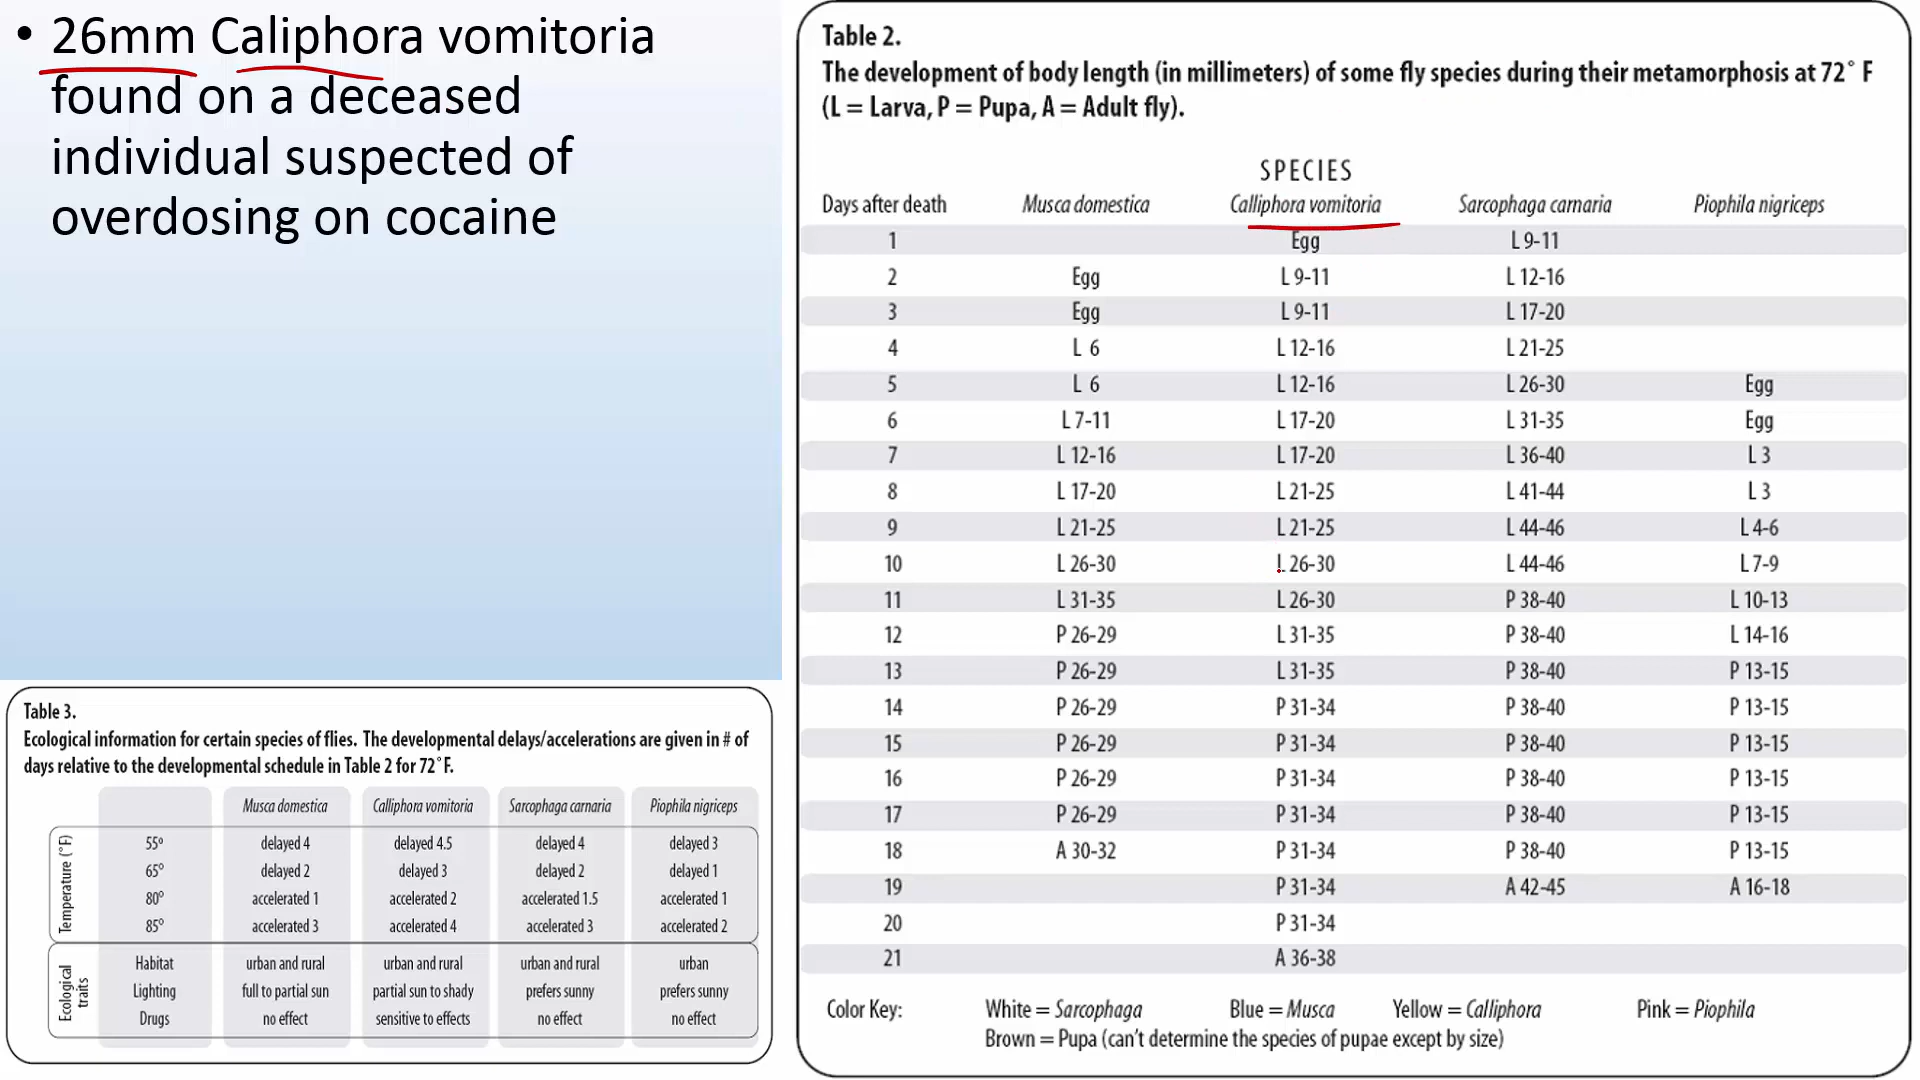 • 26mm Caliphora vomitoria
found on a deceased
individual suspected of
overdosing on cocaine
Table 2.
The development of body length (in millimeters) of some fly species during their metamorphosis at 72° F
(L = Larva, P = Pupa, A = Adult fly).
SPECIES
Days after death Musca domestica Calliphora vomitoria Sarcophaga carnaria Piophila nigriceps
1 Egg L 9-11
2 Egg L 9-11 L 12-16
3 Egg L 9-11 L 17-20
4 L 6 L 12-16 L 21-25
5 L 6 L 12-16 L 26-30 Egg
6 L 7-11 L 17-20 L 31-35 Egg
7 L 12-16 L 17-20 L 36-40 L 3
8 L 17-20 L 21-25 L 41-44 L 3
9 L 21-25 L 21-25 L 44-46 L 4-6
10 L 26-30 L 26-30 L 44-46 L 7-9
11 L 31-35 L 26-30 P 38-40 L 10-13
12 P 26-29 L 31-35 P 38-40 L 14-16
13 P 26-29 L 31-35 P 38-40 P 13-15
14 P 26-29 P 31-34 P 38-40 P 13-15
15 P 26-29 P 31-34 P 38-40 P 13-15
16 P 26-29 P 31-34 P 38-40 P 13-15
17 P 26-29 P 31-34 P 38-40 P 13-15
18 A 30-32 P 31-34 P 38-40 P 13-15
19 P 31-34 A 42-45 A 16-18
20 P 31-34
21 A 36-38
Color Key: White = Sarcophaga Blue = Musca Yellow = Calliphora Pink = Piophila
Brown = Pupa (can't determine the species of pupae except by size)
Table 3.
Ecological information for certain species of flies. The developmental delays/accelerations are given in # of
days relative to the developmental schedule in Table 2 for 72°F.
Musca domestica Calliphora vomitoria Sarcophaga carnaria Piophila nigriceps
Temperature (°F)
55° delayed 4 delayed 4.5 delayed 4 delayed 3
65° delayed 2 delayed 3 delayed 2 delayed 1
80° accelerated 1 accelerated 2 accelerated 1.5 accelerated 1
85° accelerated 3 accelerated 4 accelerated 3 accelerated 2
Ecological
traits
Habitat urban and rural urban and rural urban and rural urban
Lighting full to partial sun partial sun to shady prefers sunny prefers sunny
Drugs no effect sensitive to effects no effect no effect